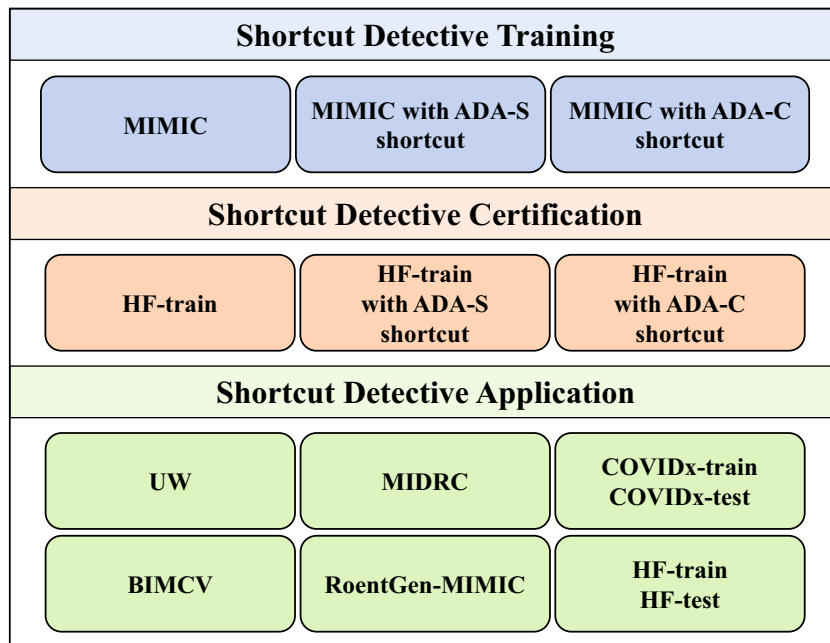 Shortcut Detective Training
MIMIC
MIMIC with ADA-S
shortcut
MIMIC with ADA-C
shortcut
Shortcut Detective Certification
HF-train
HF-train
with ADA-S
shortcut
HF-train
with ADA-C
shortcut
Shortcut Detective Application
UW
MIDRC
COVIDx-train
COVIDx-test
BIMCV
RoentGen-MIMIC
HF-train
HF-test